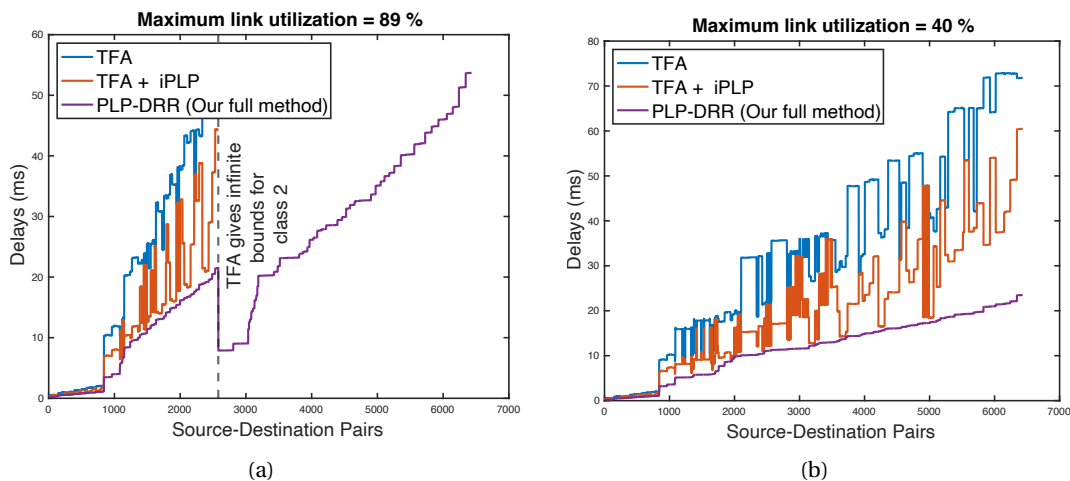 Maximum link utilization = 89 %
60
50
40
30
20
10
0
Delays (ms)
TFA
TFA + iPLP
PLP-DRR (Our full method)
TFA gives infinite
bounds for
class 2
0 1000 2000 3000 4000 5000 6000 7000
Source-Destination Pairs
(a)
Maximum link utilization = 40 %
80
70
60
50
40
30
20
10
0
Delays (ms)
TFA
TFA + iPLP
PLP-DRR (Our full method)
0 1000 2000 3000 4000 5000 6000 7000
Source-Destination Pairs
(b)